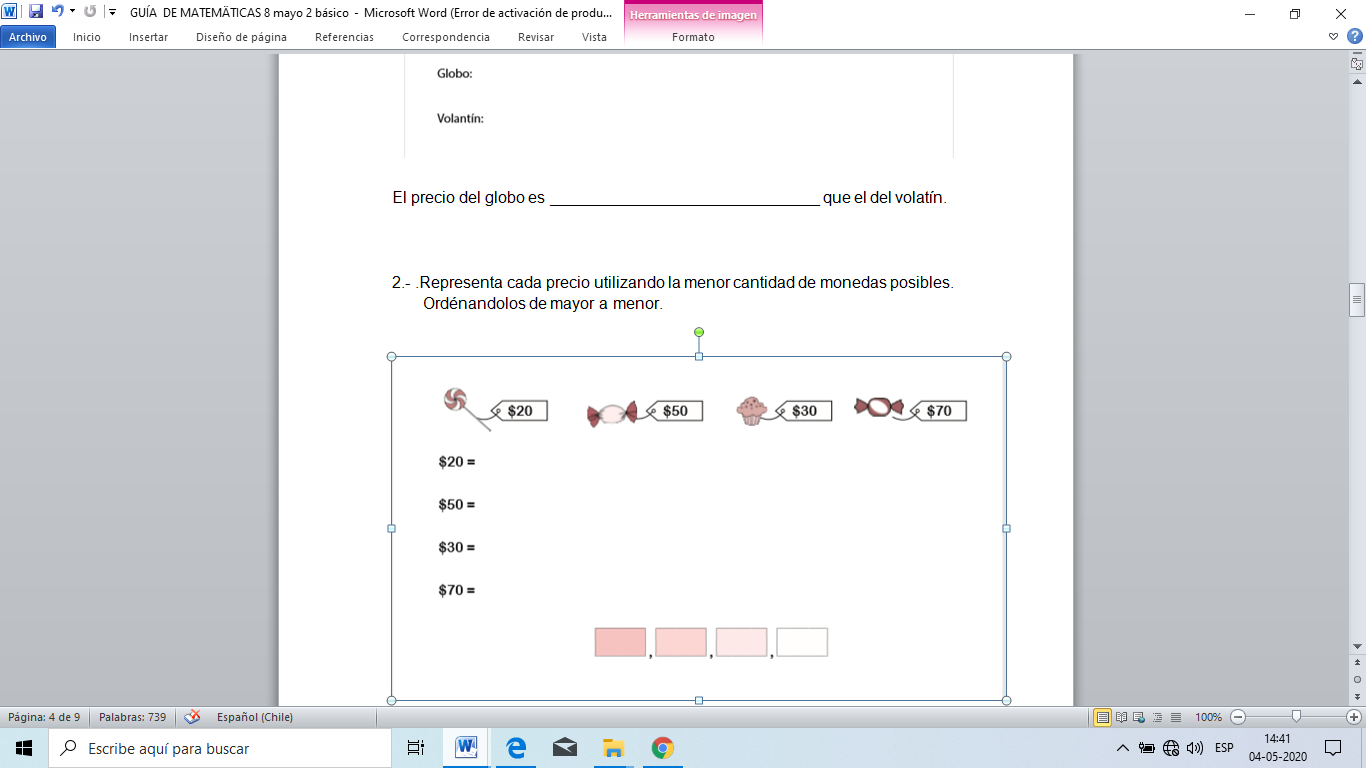 GUÍA DE MATEMÄTICAS 8 mayo 2 básico - Microsoft Word (Error de activación de produ...
Herramientas de imagen
Archivo Inicio Insertar Diseño de página Referencias Correspondencia Revisar Vista Formato
Globo:
Volantín:
El precio del globo es ______________________________ que el del volatín.
2.- .Representa cada precio utilizando la menor cantidad de monedas posibles.
Ordénandolos de mayor a menor.
$20 $50 $30 $70
$20 =
$50 =
$30 =
$70 =
, , ,
Página: 4 de 9 Palabras: 739 Español (Chile) 100%
Escribe aquí para buscar ESP 14:41
04-05-2020